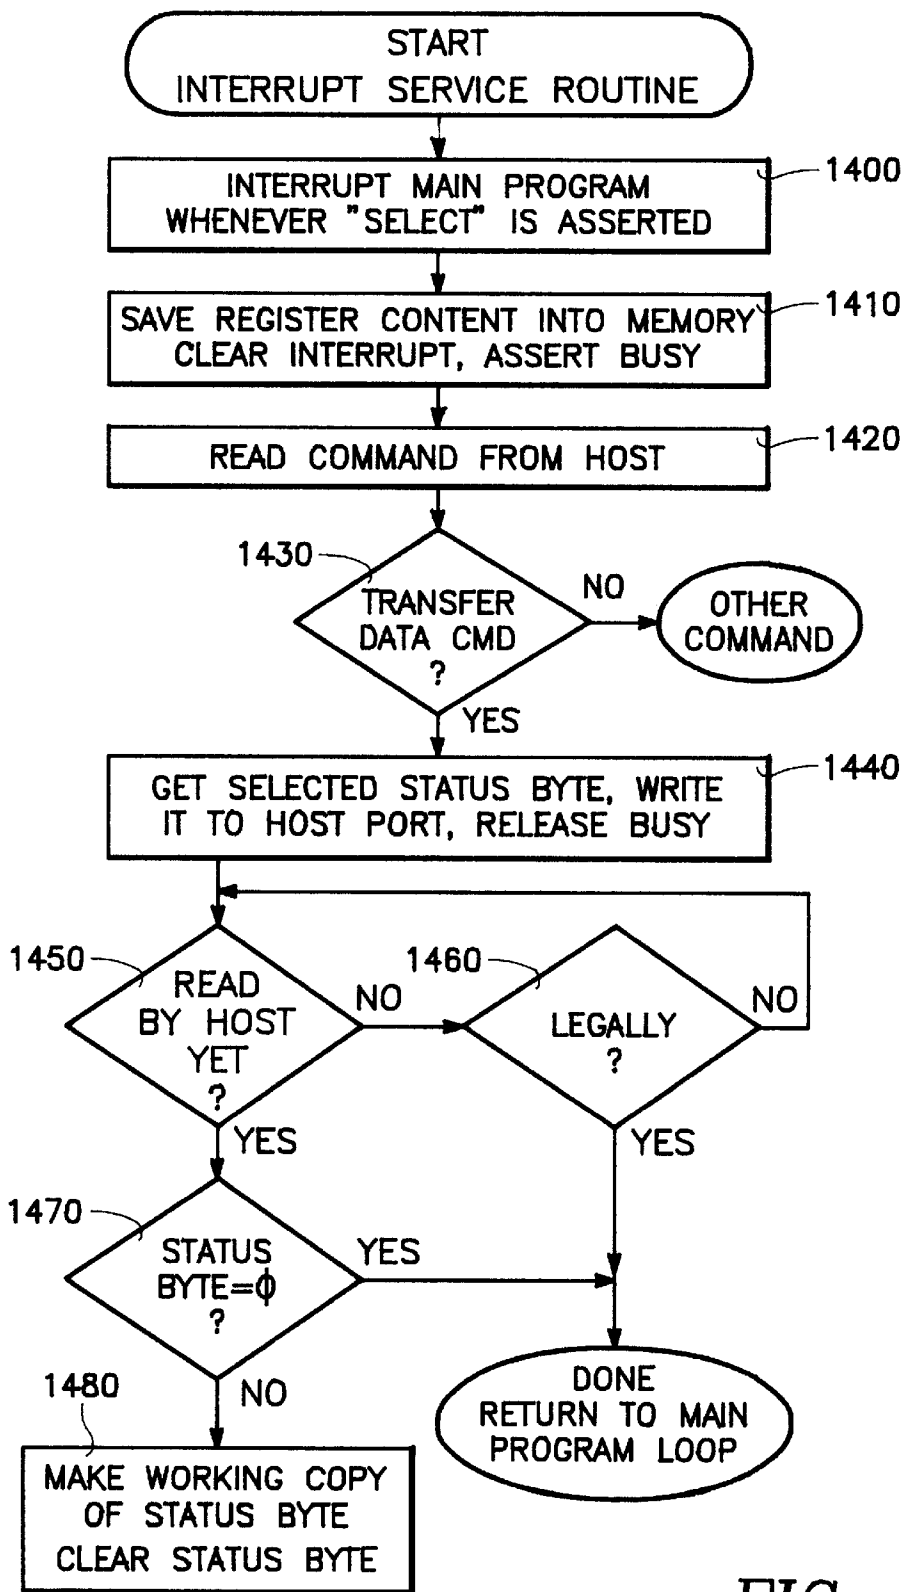 START
INTERRUPT SERVICE ROUTINE
1400
INTERRUPT MAIN PROGRAM
WHENEVER "SELECT" IS ASSERTED
1410
SAVE REGISTER CONTENT INTO MEMORY
CLEAR INTERRUPT, ASSERT BUSY
1420
READ COMMAND FROM HOST
1430
TRANSFER
DATA CMD
?
NO
OTHER
COMMAND
YES
1440
GET SELECTED STATUS BYTE, WRITE
IT TO HOST PORT, RELEASE BUSY
1450
READ
BY HOST
YET
?
NO
1460
LEGALLY
?
NO
YES
YES
1470
STATUS
BYTE=ϕ
?
YES
DONE
RETURN TO MAIN
PROGRAM LOOP
NO
1480
MAKE WORKING COPY
OF STATUS BYTE
CLEAR STATUS BYTE